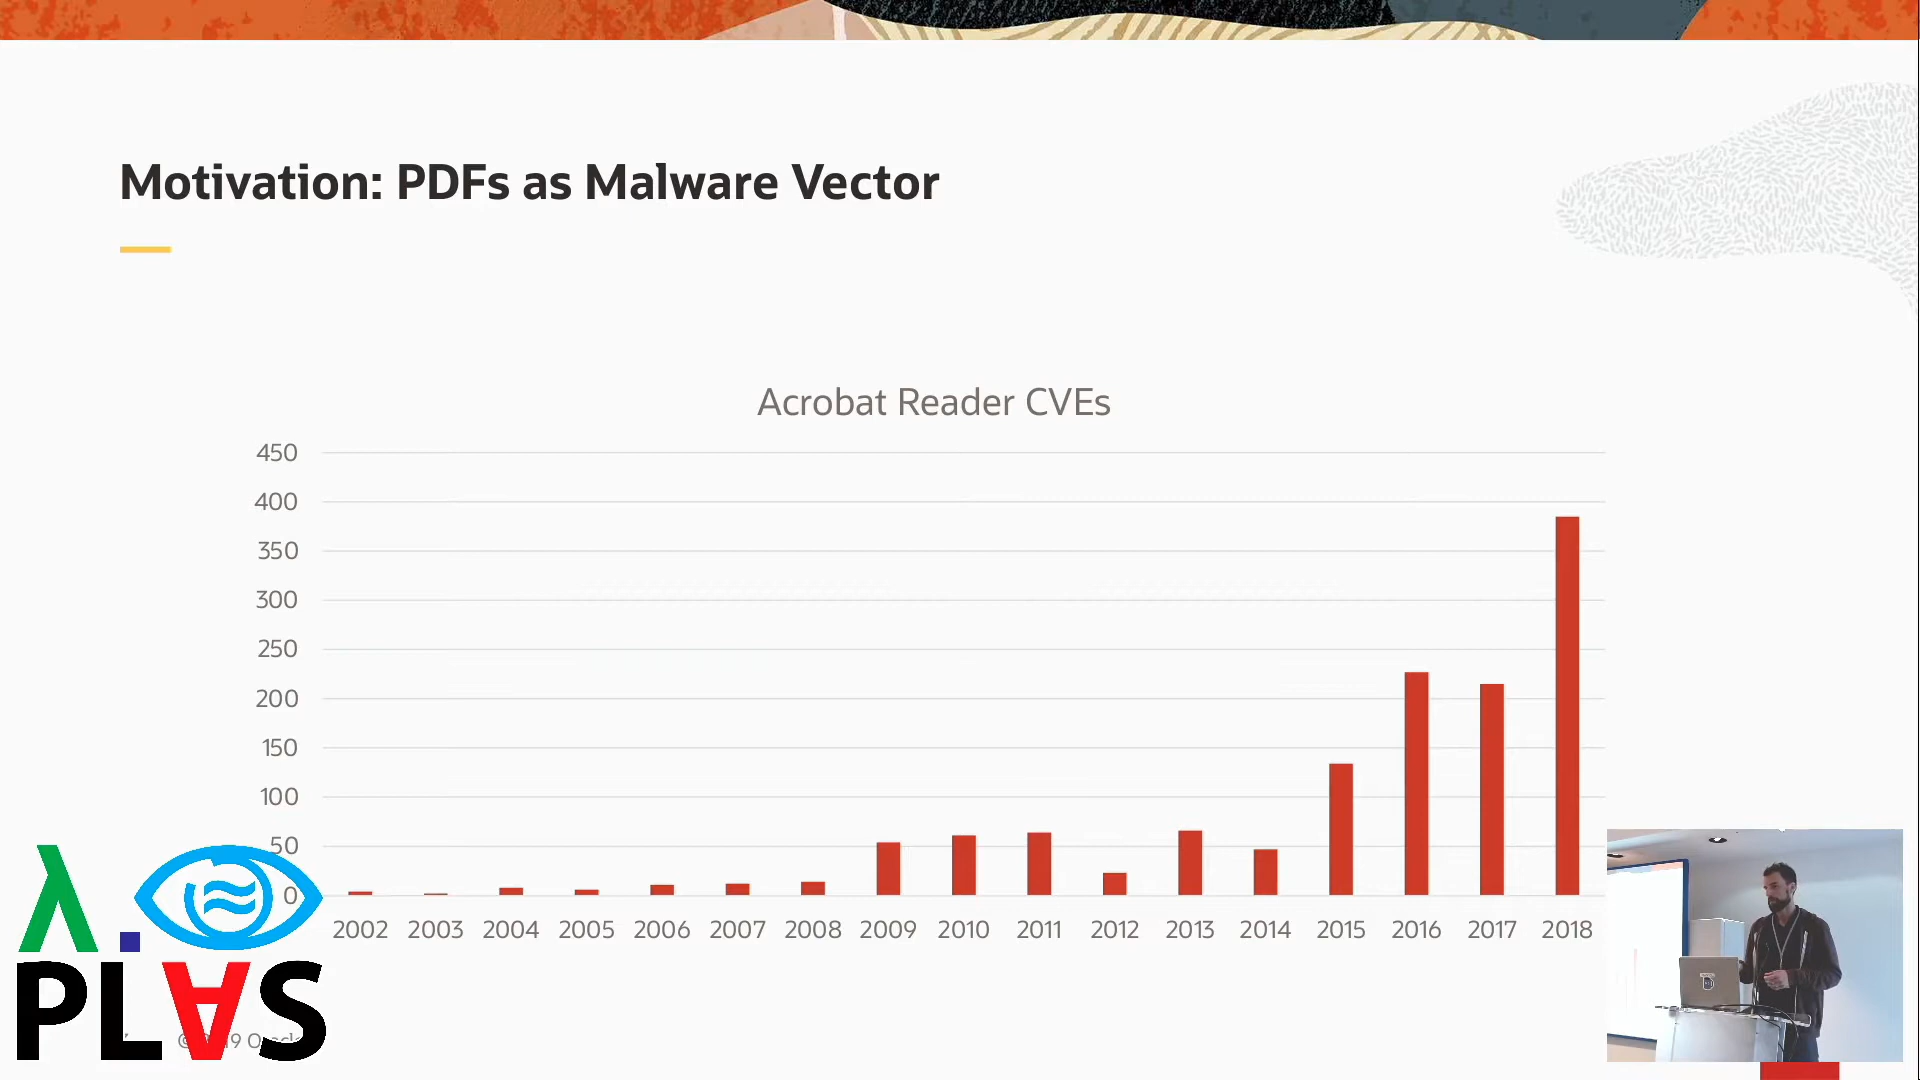 Motivation: PDFs as Malware Vector
Acrobat Reader CVEs
450
400
350
300
250
200
150
100
50
0
2002 2003 2004 2005 2006 2007 2008 2009 2010 2011 2012 2013 2014 2015 2016 2017 2018
λ.
PL∀S